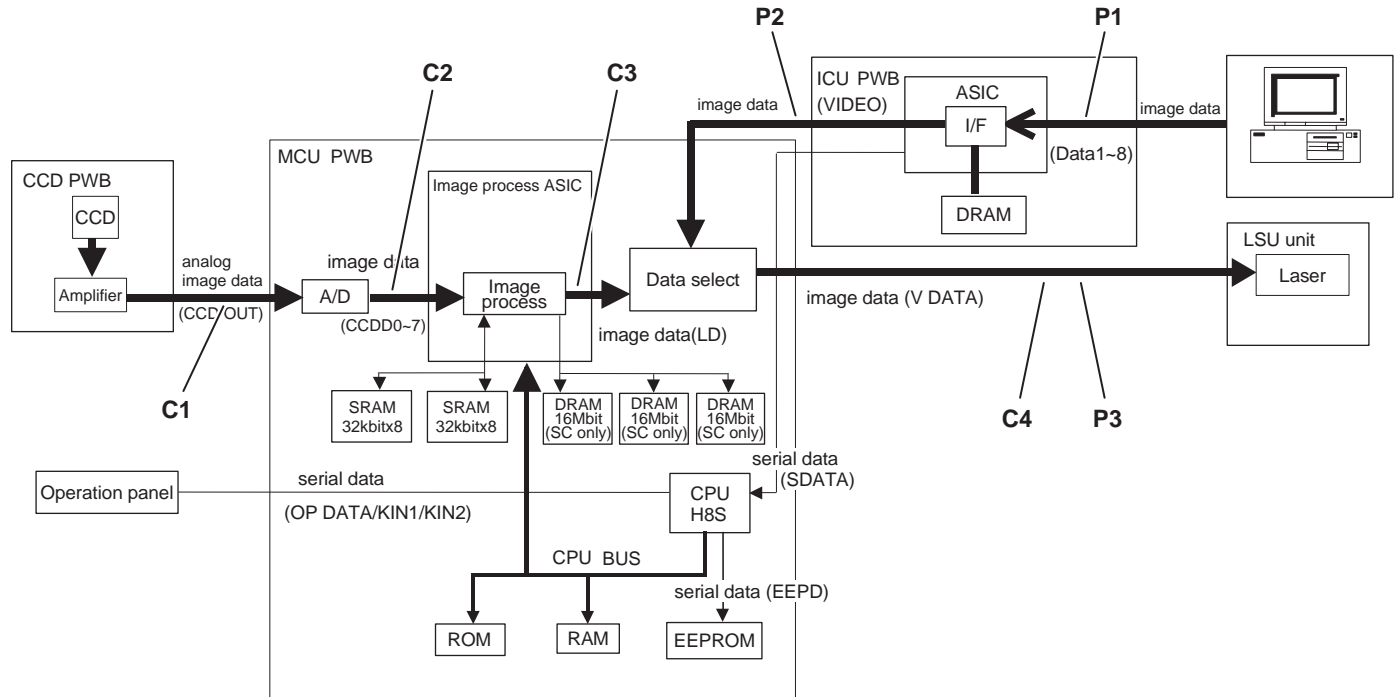 P2
P1
C2
C3
ICU PWB
(VIDEO)
ASIC
I/F
image data
image data
(Data1~8)
DRAM
MCU PWB
CCD PWB
CCD
Amplifier
analog
image data
(CCD OUT)
C1
A/D
image data
(CCDD0~7)
Image process ASIC
Image
process
image data(LD)
Data select
image data (V DATA)
LSU unit
Laser
C4
P3
SRAM
32kbitx8
SRAM
32kbitx8
DRAM
16Mbit
(SC only)
DRAM
16Mbit
(SC only)
DRAM
16Mbit
(SC only)
Operation panel
serial data
(OP DATA/KIN1/KIN2)
serial data
(SDATA)
CPU
H8S
CPU BUS
serial data (EEPD)
ROM
RAM
EEPROM